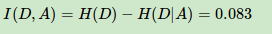 I(D, A) = H(D) − H(D|A) = 0.083